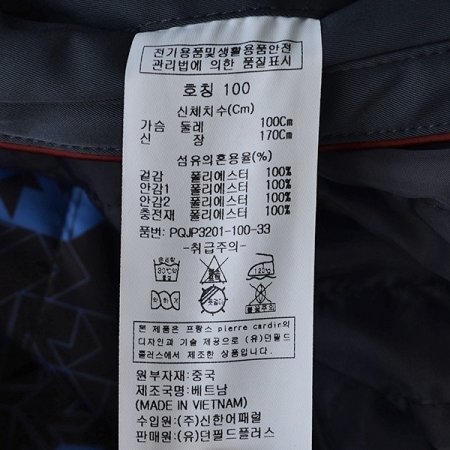 전기용품및생활용품안전
관리법에 의한 품질표시
호칭 100
신체치수(Cm)
가슴 둘레 100Cm
신 장 170Cm
섬유의혼용율(%)
겉감 폴리에스터 100%
안감1 폴리에스터 100%
안감2 폴리에스터 100%
충전재 폴리에스터 100%
품번: PQJP3201-100-33
-취급주의-
30℃
중성
본 제품은 프랑스 pierre cardin의
디자인과 기술 제공으로 (유)던필드
플러스에서 제조한 상품입니다.
원부자재:중국
제조국명:베트남
(MADE IN VIETNAM)
수입원: (주)신한어패럴
판매원: (유)던필드플러스